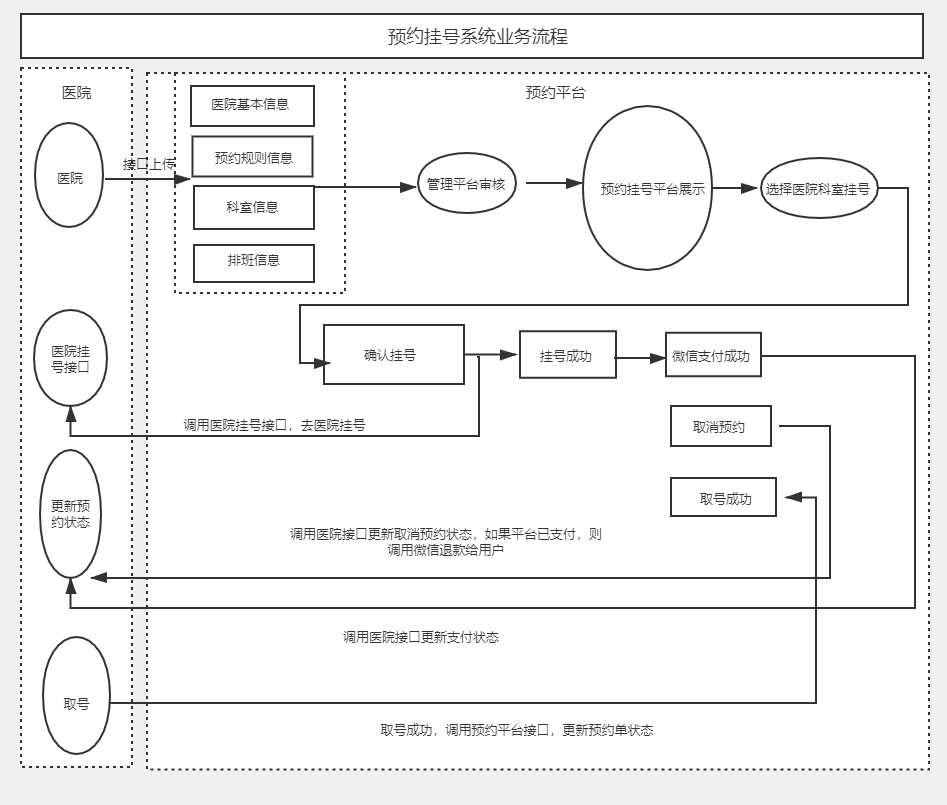 预约挂号系统业务流程
医院
预约平台
医院基本信息
医院
接口上传
预约规则信息
科室信息
排班信息
管理平台审核
预约挂号平台展示
选择医院科室挂号
医院挂
号接口
确认挂号
挂号成功
微信支付成功
调用医院挂号接口，去医院挂号
取消预约
更新预
约状态
取号成功
调用医院接口更新取消预约状态，如果平台已支付，则
调用微信退款给用户
调用医院接口更新支付状态
取号
取号成功，调用预约平台接口，更新预约单状态